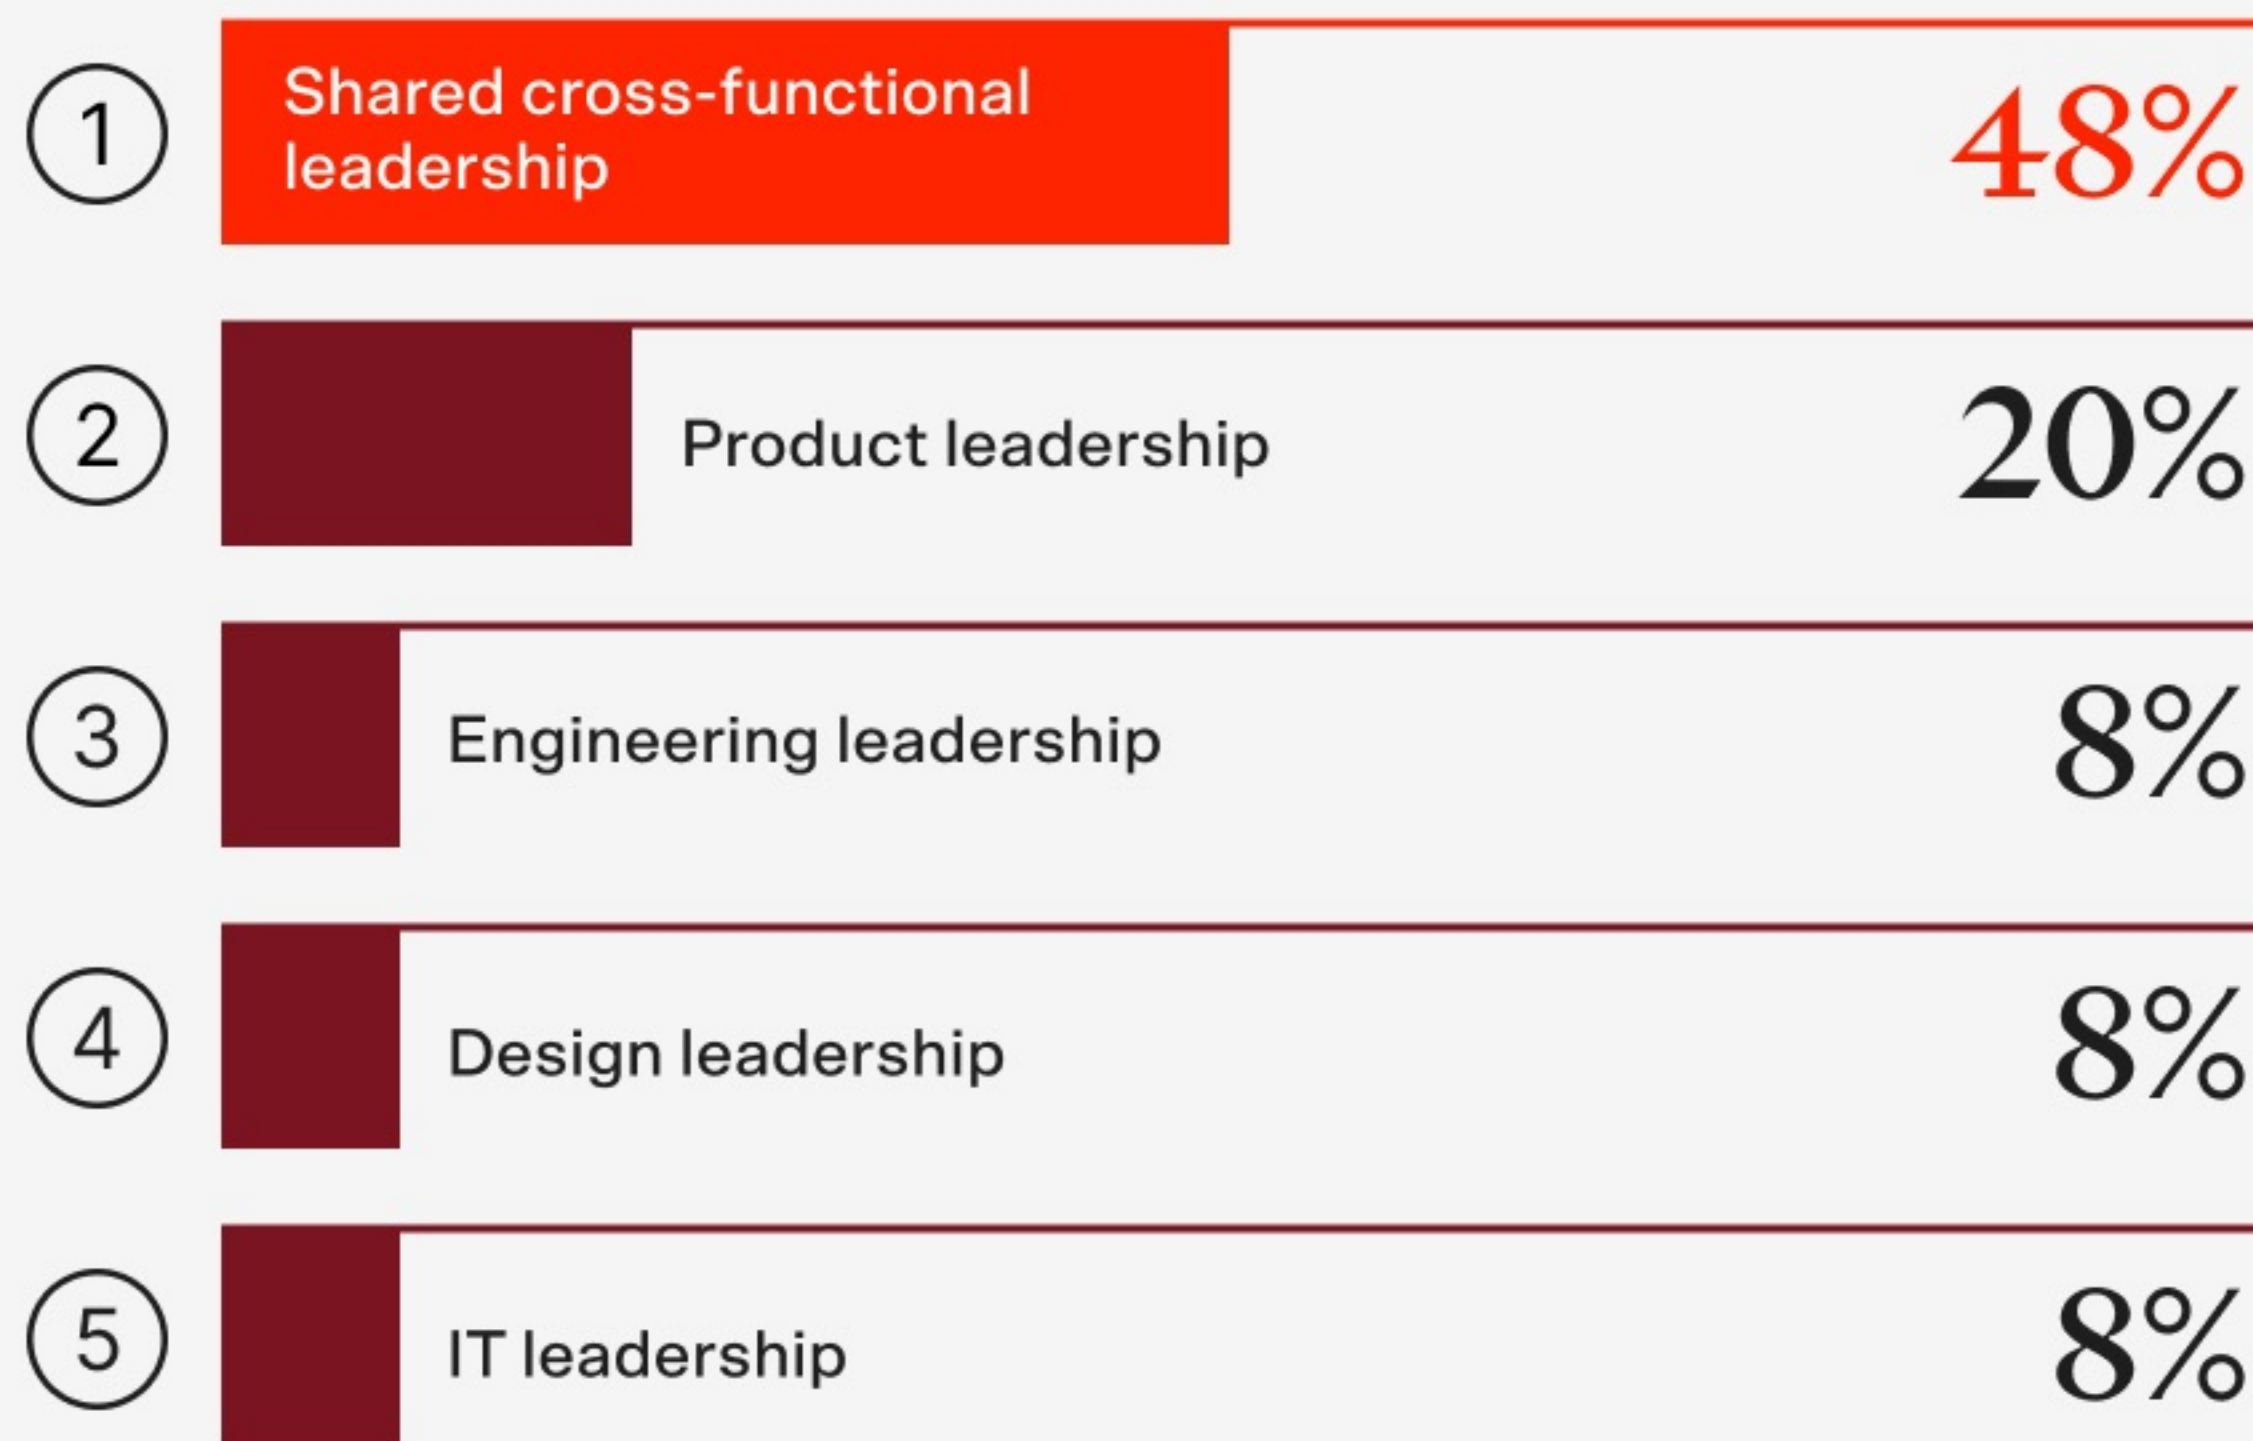 1
Shared cross-functional
leadership
48%
2
Product leadership
20%
3
Engineering leadership
8%
4
Design leadership
8%
5
IT leadership
8%